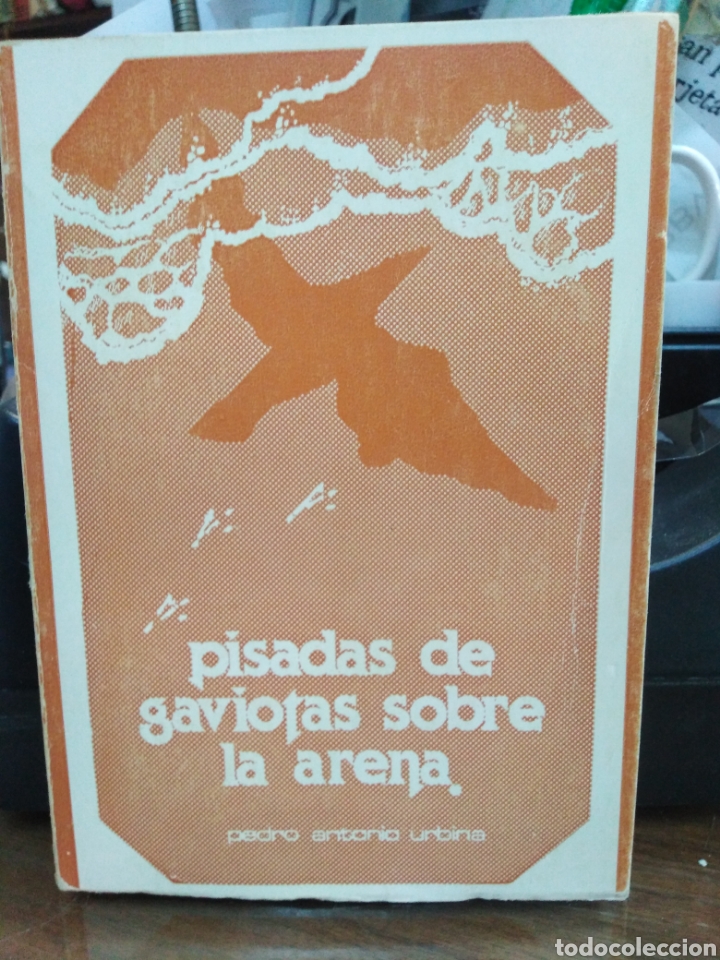 pisadas de
gaviotas sobre
la arena.
pedro antonio urbina
todocoleccion